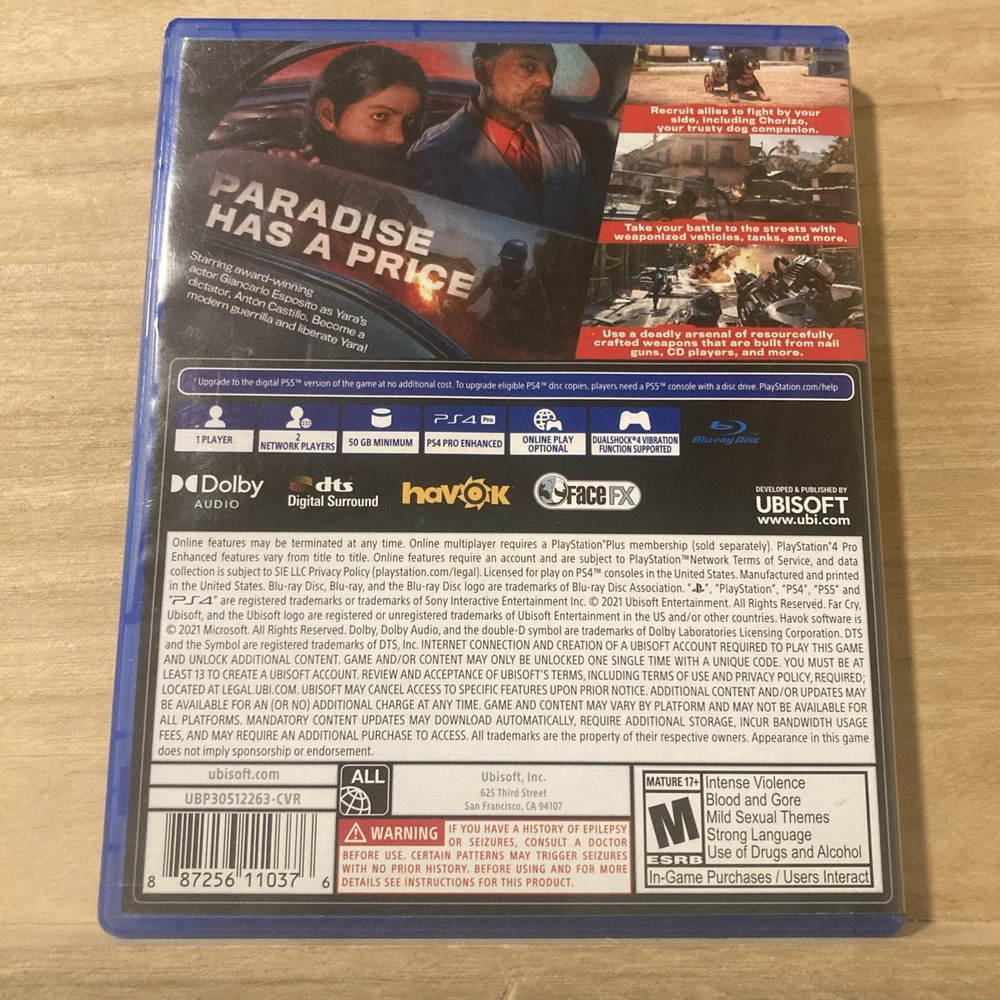 Recruit allies to fight by your
side, including Chorizo,
your trusty dog companion.
Take your battle to the streets with
weaponized vehicles, tanks, and more.
Use a deadly arsenal of resourcefully
crafted weapons that are built from nail
guns, CD players, and more.
PARADISE
HAS A PRICE
Starring award-winning
actor Giancarlo Esposito as Yara's
dictator, Antón Castillo. Become a
modern guerrilla and liberate Yara!
Upgrade to the digital PS5™ version of the game at no additional cost. To upgrade eligible PS4™ disc copies, players need a PS5™ console with a disc drive. PlayStation.com/help
1 PLAYER
2
NETWORK PLAYERS
50 GB MINIMUM
PS4 Pro
PS4 PRO ENHANCED
ONLINE PLAY
OPTIONAL
DUALSHOCK®4 VIBRATION
FUNCTION SUPPORTED
Blu-ray Disc™
Dolby
AUDIO
dts
Digital Surround
havok
FACEFX
DEVELOPED & PUBLISHED BY
UBISOFT
www.ubi.com
Online features may be terminated at any time. Online multiplayer requires a PlayStation®Plus membership (sold separately). PlayStation®4 Pro
Enhanced features vary from title to title. Online features require an account and are subject to PlayStation™Network Terms of Service, and data
collection is subject to SIE LLC Privacy Policy (playstation.com/legal). Licensed for play on PS4™ consoles in the United States. Manufactured and printed
in the United States. Blu-ray Disc, Blu-ray, and the Blu-ray Disc logo are trademarks of Blu-ray Disc Association. "PS", "PlayStation", "PS4", "PS5" and
"PS4" are registered trademarks or trademarks of Sony Interactive Entertainment Inc. © 2021 Ubisoft Entertainment. All Rights Reserved. Far Cry,
Ubisoft, and the Ubisoft logo are registered or unregistered trademarks of Ubisoft Entertainment in the US and/or other countries. Havok software is
© 2021 Microsoft. All Rights Reserved. Dolby, Dolby Audio, and the double-D symbol are trademarks of Dolby Laboratories Licensing Corporation. DTS
and the Symbol are registered trademarks of DTS, Inc. INTERNET CONNECTION AND CREATION OF A UBISOFT ACCOUNT REQUIRED TO PLAY THIS GAME
AND UNLOCK ADDITIONAL CONTENT. GAME AND/OR CONTENT MAY ONLY BE UNLOCKED ONE SINGLE TIME WITH A UNIQUE CODE. YOU MUST BE AT
LEAST 13 TO CREATE A UBISOFT ACCOUNT. REVIEW AND ACCEPTANCE OF UBISOFT'S TERMS, INCLUDING TERMS OF USE AND PRIVACY POLICY, REQUIRED;
LOCATED AT LEGAL.UBI.COM. UBISOFT MAY CANCEL ACCESS TO SPECIFIC FEATURES UPON PRIOR NOTICE. ADDITIONAL CONTENT AND/OR UPDATES MAY
BE AVAILABLE FOR AN (OR NO) ADDITIONAL CHARGE AT ANY TIME. GAME AND CONTENT MAY VARY BY PLATFORM AND MAY NOT BE AVAILABLE FOR
ALL PLATFORMS. MANDATORY CONTENT UPDATES MAY DOWNLOAD AUTOMATICALLY, REQUIRE ADDITIONAL STORAGE, INCUR BANDWIDTH USAGE
FEES, AND MAY REQUIRE AN ADDITIONAL PURCHASE TO ACCESS. All trademarks are the property of their respective owners. Appearance in this game
does not imply sponsorship or endorsement.
ubisoft.com
UBP30512263-CVR
8 87256 11037 6
ALL
Ubisoft, Inc.
625 Third Street
San Francisco, CA 94107
WARNING IF YOU HAVE A HISTORY OF EPILEPSY
OR SEIZURES, CONSULT A DOCTOR
BEFORE USE. CERTAIN PATTERNS MAY TRIGGER SEIZURES
WITH NO PRIOR HISTORY. BEFORE USING AND FOR MORE
DETAILS SEE INSTRUCTIONS FOR THIS PRODUCT.
MATURE 17+
M
ESRB
Intense Violence
Blood and Gore
Mild Sexual Themes
Strong Language
Use of Drugs and Alcohol
In-Game Purchases / Users Interact